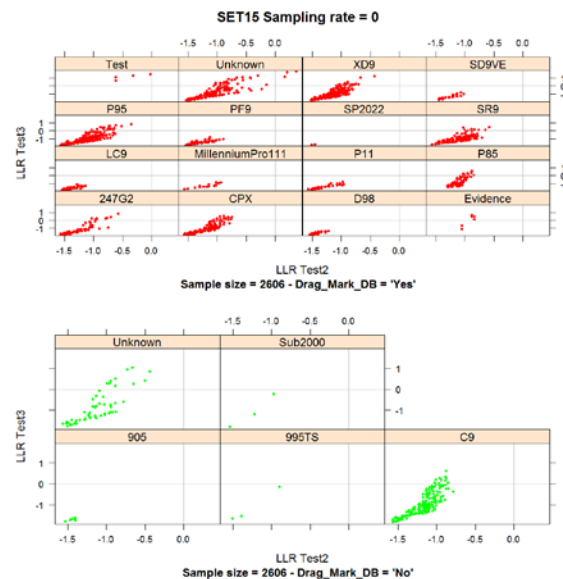 SET15 Sampling rate = 0
-1.5 -1.0 -0.5 0.0 -1.5 -1.0 -0.5 0.0
Test Unknown XD9 SD9VE
P95 PF9 SP2022 SR9
1
0
-1
LC9 MillenniumPro111 P11 P85
247G2 CPX D98 Evidence
1
0
-1
LLR Test3
-1.5 -1.0 -0.5 0.0 -1.5 -1.0 -0.5 0.0
LLR Test2
Sample size = 2606 - Drag_Mark_DB = 'Yes'
-1.5 -1.0 -0.5 0.0
Unknown Sub2000
1
0
-1
905 995TS C9
1
0
-1
LLR Test3
-1.5 -1.0 -0.5 0.0 -1.5 -1.0 -0.5 0.0
LLR Test2
Sample size = 2606 - Drag_Mark_DB = 'No'